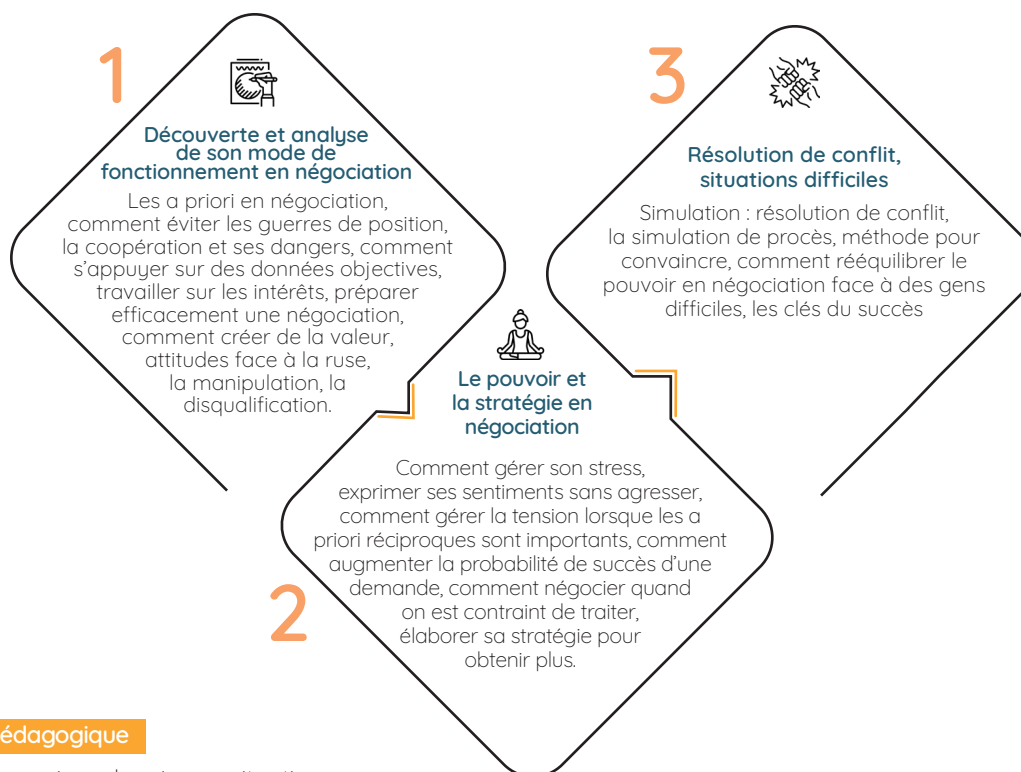 1
Découverte et analyse
de son mode de
fonctionnement en négociation
Les a priori en négociation,
comment éviter les guerres de position,
la coopération et ses dangers, comment
s'appuyer sur des données objectives,
travailler sur les intérêts, préparer
efficacement une négociation,
comment créer de la valeur,
attitudes face à la ruse,
la manipulation, la
disqualification.
2
Le pouvoir et
la stratégie en
négociation
Comment gérer son stress,
exprimer ses sentiments sans agresser,
comment gérer la tension lorsque les a
priori réciproques sont importants, comment
augmenter la probabilité de succès d'une
demande, comment négocier quand
on est contraint de traiter,
élaborer sa stratégie pour
obtenir plus.
3
Résolution de conflit,
situations difficiles
Simulation : résolution de conflit,
la simulation de procès, méthode pour
convaincre, comment rééquilibrer le
pouvoir en négociation face à des gens
difficiles, les clés du succès
édagogique